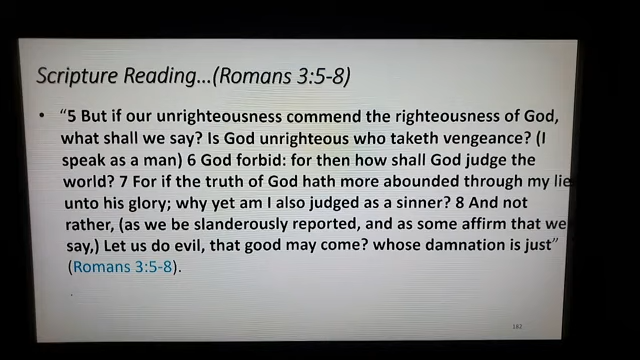 Scripture Reading...(Romans 3:5-8)
• "5 But if our unrighteousness commend the righteousness of God,
what shall we say? Is God unrighteous who taketh vengeance? (I
speak as a man) 6 God forbid: for then how shall God judge the
world? 7 For if the truth of God hath more abounded through my lie
unto his glory; why yet am I also judged as a sinner? 8 And not
rather, (as we be slanderously reported, and as some affirm that we
say,) Let us do evil, that good may come? whose damnation is just"
(Romans 3:5-8).